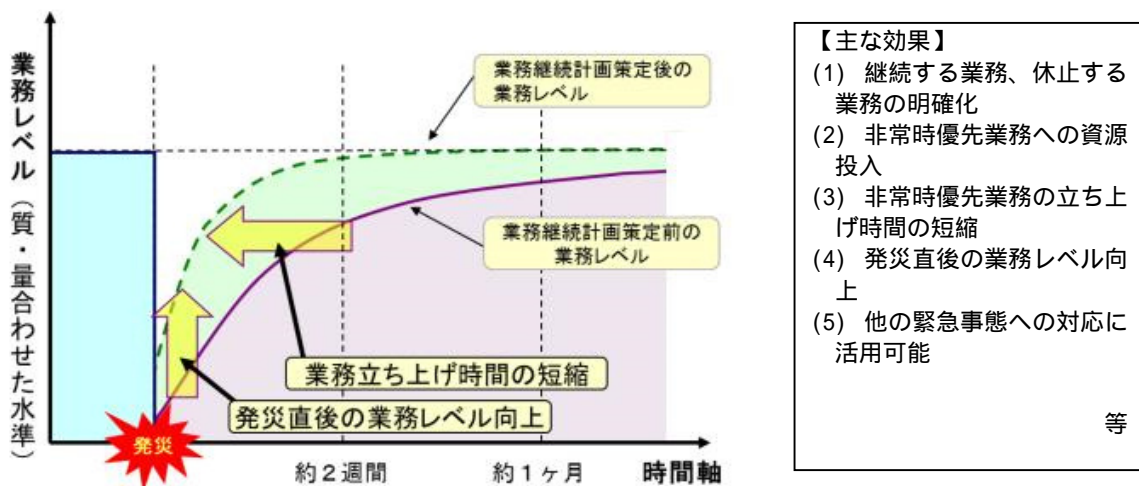 業務レベル（質・量合わせた水準）
業務継続計画策定後の
業務レベル
業務継続計画策定前の
業務レベル
業務立ち上げ時間の短縮
発災直後の業務レベル向上
発災
約２週間
約１ヶ月
時間軸
【主な効果】
(1) 継続する業務、休止する
業務の明確化
(2) 非常時優先業務への資源
投入
(3) 非常時優先業務の立ち上
げ時間の短縮
(4) 発災直後の業務レベル向
上
(5) 他の緊急事態への対応に
活用可能
等